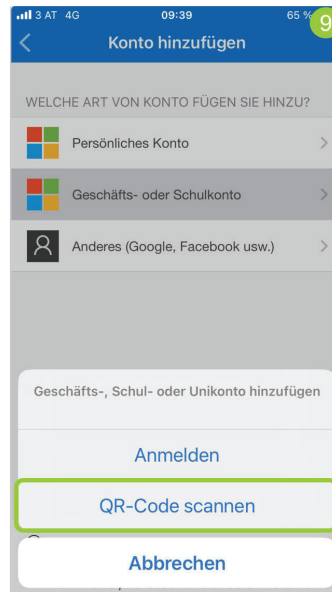 3 AT 4G 09:39 65 %
9
Konto hinzufügen
WELCHE ART VON KONTO FÜGEN SIE HINZU?
Persönliches Konto
Geschäfts- oder Schulkonto
Anderes (Google, Facebook usw.)
Geschäfts-, Schul- oder Unikonto hinzufügen
Anmelden
QR-Code scannen
Abbrechen